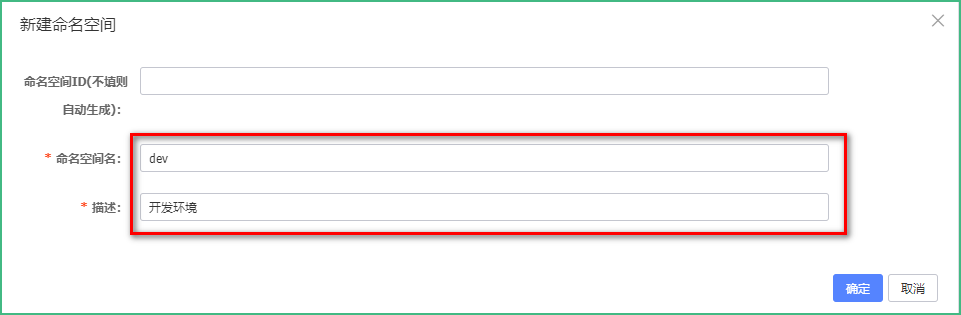 新建命名空间
命名空间ID(不填则
自动生成)：
* 命名空间名： dev
* 描述： 开发环境
确定 取消